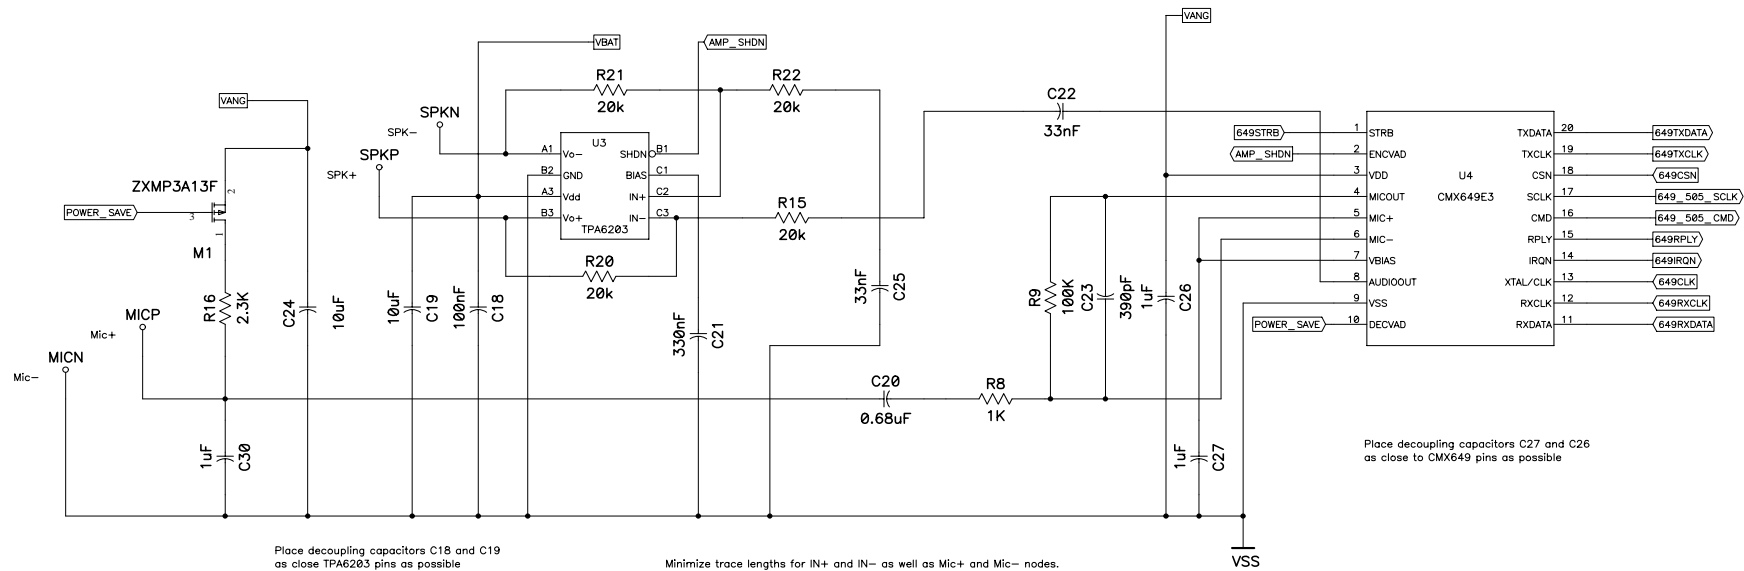 VANG
VBAT
AMP_SHDN
R21
20k
R22
20k
VANG
SPKN
SPK-
SPKP
SPK+
C22
33nF
U3
A1 Vo- SHDN B1
B2 GND BIAS C1
A3 Vdd IN+ C2
B3 Vo+ IN- C3
TPA6203
R15
20k
R20
20k
ZXMP3A13F
2
POWER_SAVE
3
1
M1
R16
2.3K
C24
10uF
10uF
C19
100nF
C18
33nF
C25
330nF
C21
MICP
Mic+
MICN
Mic-
C20
0.68uF
R8
1K
1uF
C30
R9
100K
C23
390pF
1uF
C26
1uF
C27
649STRB 1 STRB TXDATA 20 649TXDATA
AMP_SHDN 2 ENCVAD TXCLK 19 649TXCLK
3 VDD U4 CSN 18 649CSN
4 MICOUT CMX649E3 SCLK 17 649_505_SCLK
5 MIC+ CMD 16 649_505_CMD
6 MIC- RPLY 15 649RPLY
7 VBIAS IRQN 14 649IRQN
8 AUDIOOUT XTAL/CLK 13 649CLK
9 VSS RXCLK 12 649RXCLK
POWER_SAVE 10 DECVAD RXDATA 11 649RXDATA
Place decoupling capacitors C27 and C26
as close to CMX649 pins as possible
Place decoupling capacitors C18 and C19
as close TPA6203 pins as possible
Minimize trace lengths for IN+ and IN- as well as Mic+ and Mic- nodes.
VSS